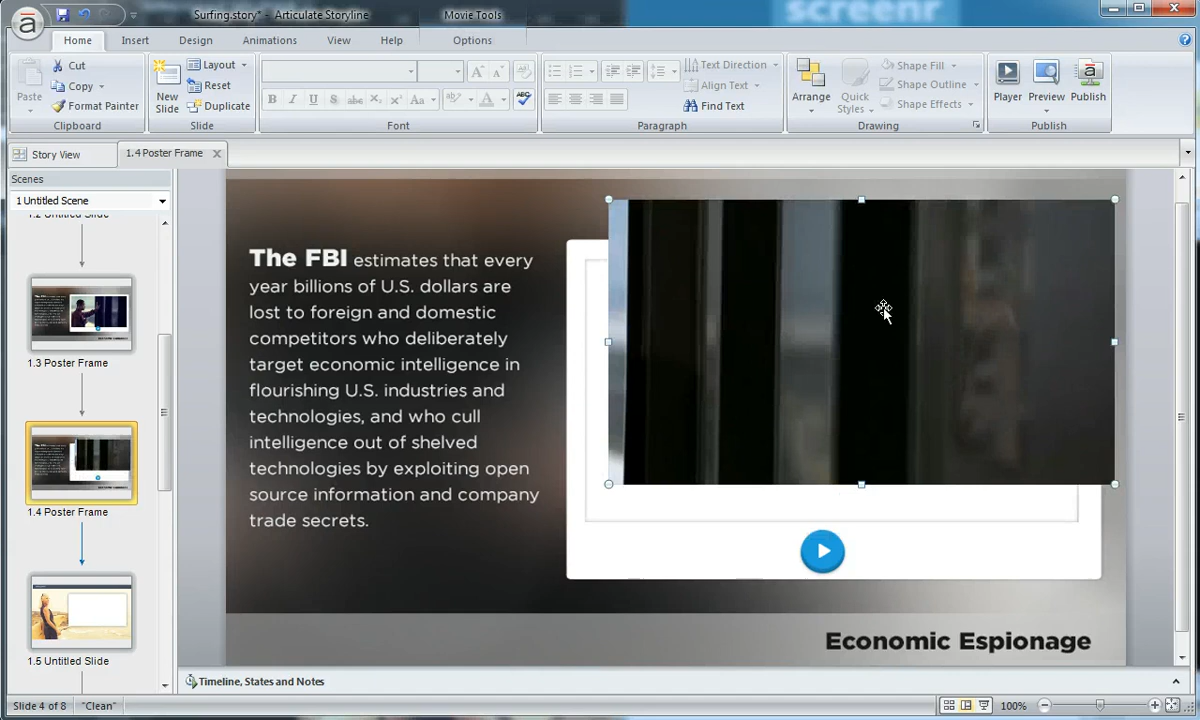 screenr
Surfing.story* - Articulate Storyline
Movie Tools
Home
Insert
Design
Animations
View
Help
Options
Paste
Cut
Copy
Format Painter
Clipboard
New
Slide
Layout
Reset
Duplicate
Slide
Font
Text Direction
Align Text
Find Text
Paragraph
Arrange
Quick
Styles
Shape Fill
Shape Outline
Shape Effects
Drawing
Player
Preview
Publish
Publish
Story View
1.4 Poster Frame
Scenes
1 Untitled Scene
1.2 Untitled Slide
1.3 Poster Frame
1.4 Poster Frame
1.5 Untitled Slide
The FBI estimates that every
year billions of U.S. dollars are
lost to foreign and domestic
competitors who deliberately
target economic intelligence in
flourishing U.S. industries and
technologies, and who cull
intelligence out of shelved
technologies by exploiting open
source information and company
trade secrets.
Economic Espionage
Timeline, States and Notes
Slide 4 of 8
"Clean"
100%